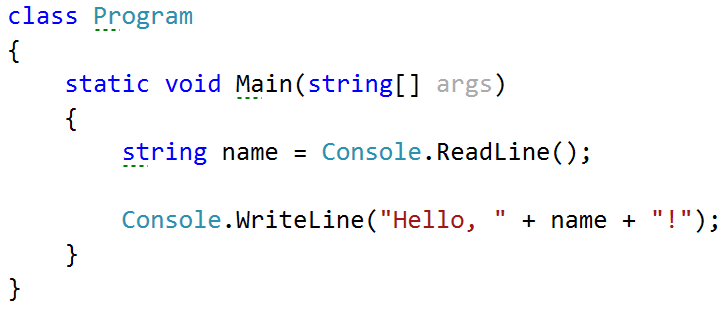 class Program
{
    static void Main(string[] args)
    {
        string name = Console.ReadLine();

        Console.WriteLine("Hello, " + name + "!");
    }
}